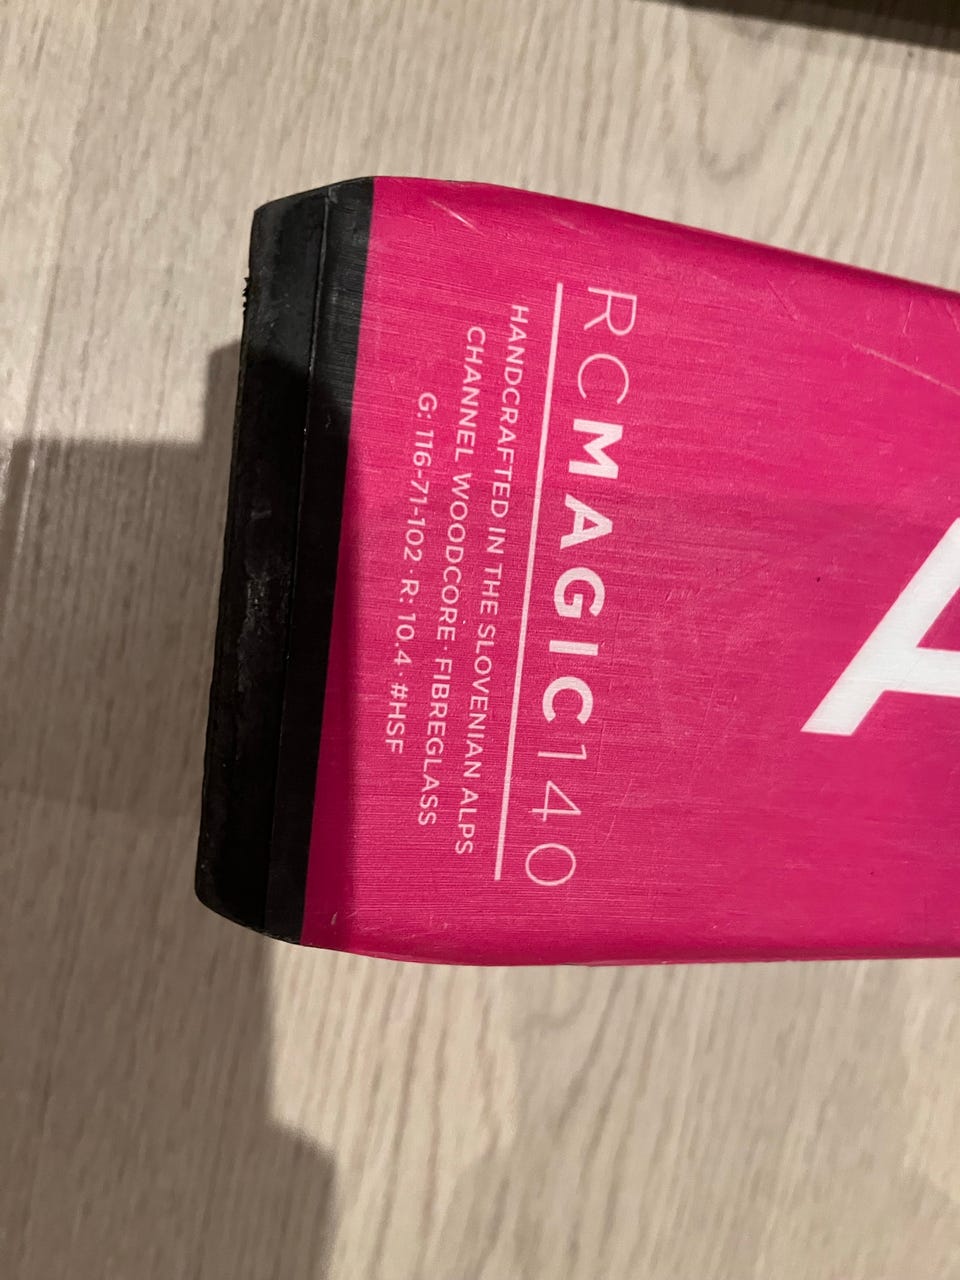 RCMAGIC140
HANDCRAFTED IN THE SLOVENIAN ALPS
CHANNEL WOODCORE · FIBREGLASS
G: 116-71-102 · R: 10.4 · #HSF
A